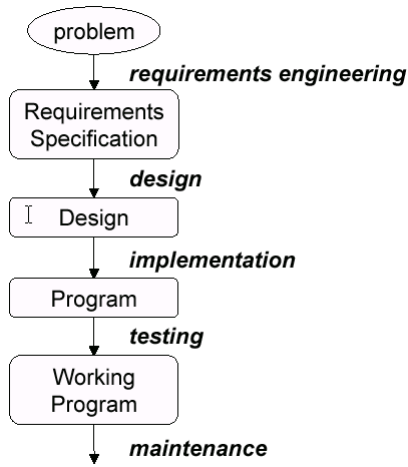 problem
requirements engineering
Requirements
Specification
design
Design
implementation
Program
testing
Working
Program
maintenance